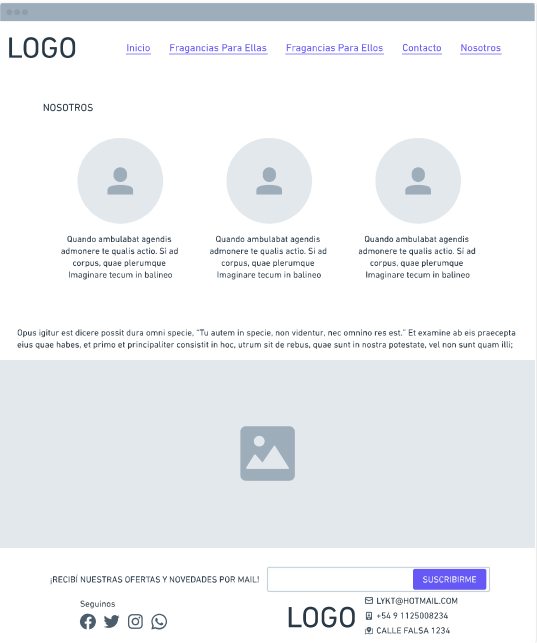 LOGO
Inicio Fragancias Para Ellas Fragancias Para Ellos Contacto Nosotros
NOSOTROS
Quando ambulabat agendis
admonere te qualis actio. Si ad
corpus, quae plerumque
Imaginare tecum in balineo
Quando ambulabat agendis
admonere te qualis actio. Si ad
corpus, quae plerumque
Imaginare tecum in balineo
Quando ambulabat agendis
admonere te qualis actio. Si ad
corpus, quae plerumque
Imaginare tecum in balineo
Opus igitur est dicere possit dura omni specie, "Tu autem in specie, non videntur, nec omnino res est." Et examine ab eis praecepta
eius quae habes, et primo et principaliter consistit in hoc, utrum sit de rebus, quae sunt in nostra potestate, vel non sunt quam illi;
¡RECIBÍ NUESTRAS OFERTAS Y NOVEDADES POR MAIL!
SUSCRIBIRME
Seguinos
LOGO
LYKT@HOTMAIL.COM
+54 9 1125008234
CALLE FALSA 1234